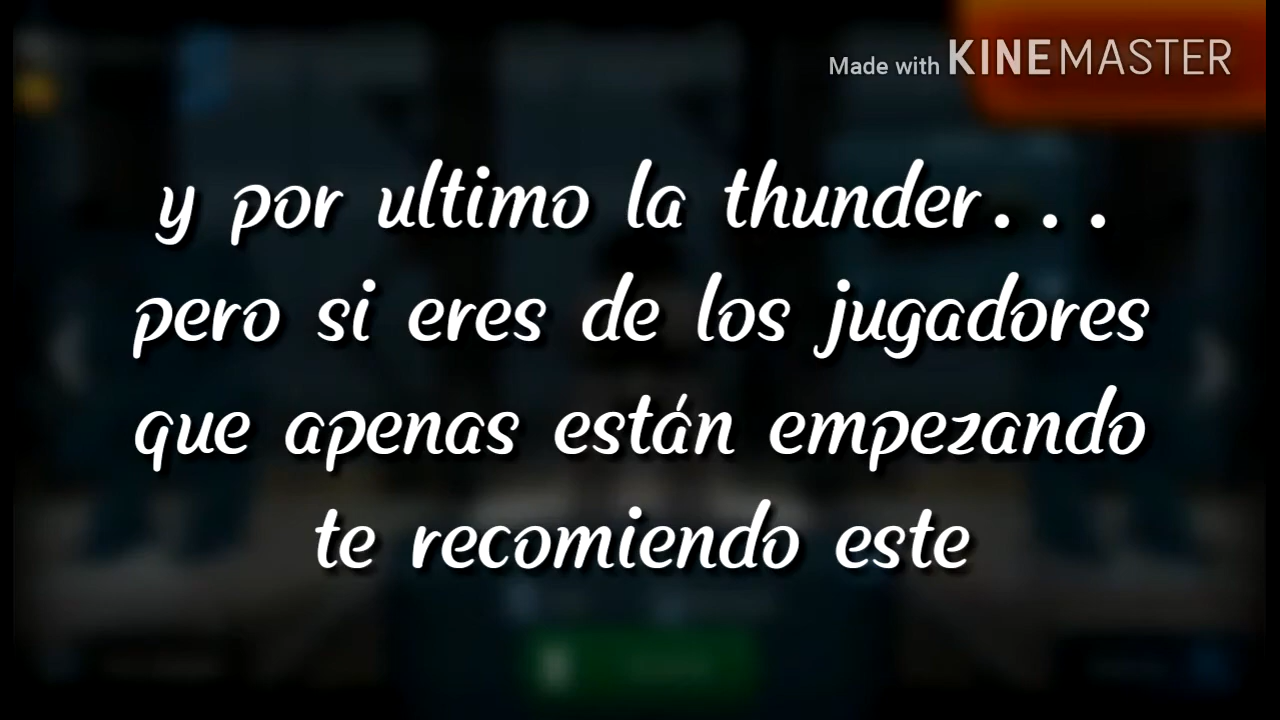 Made with KINEMASTER
y por ultimo la thunder...
pero si eres de los jugadores
que apenas están empezando
te recomiendo este